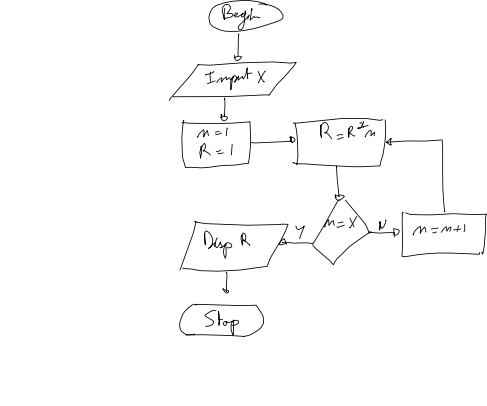 Begin
Input X
n=1
R=1
R=R*n
n=X
Y
N
n=n+1
Disp R
Stop